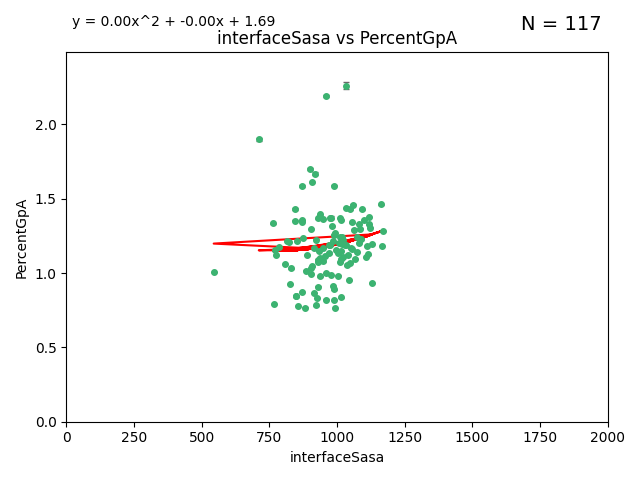 y = 0.00x^2 + -0.00x + 1.69
N = 117
interfaceSasa vs PercentGpA
PercentGpA
2.0
1.5
1.0
0.5
0.0
0 250 500 750 1000 1250 1500 1750 2000
interfaceSasa